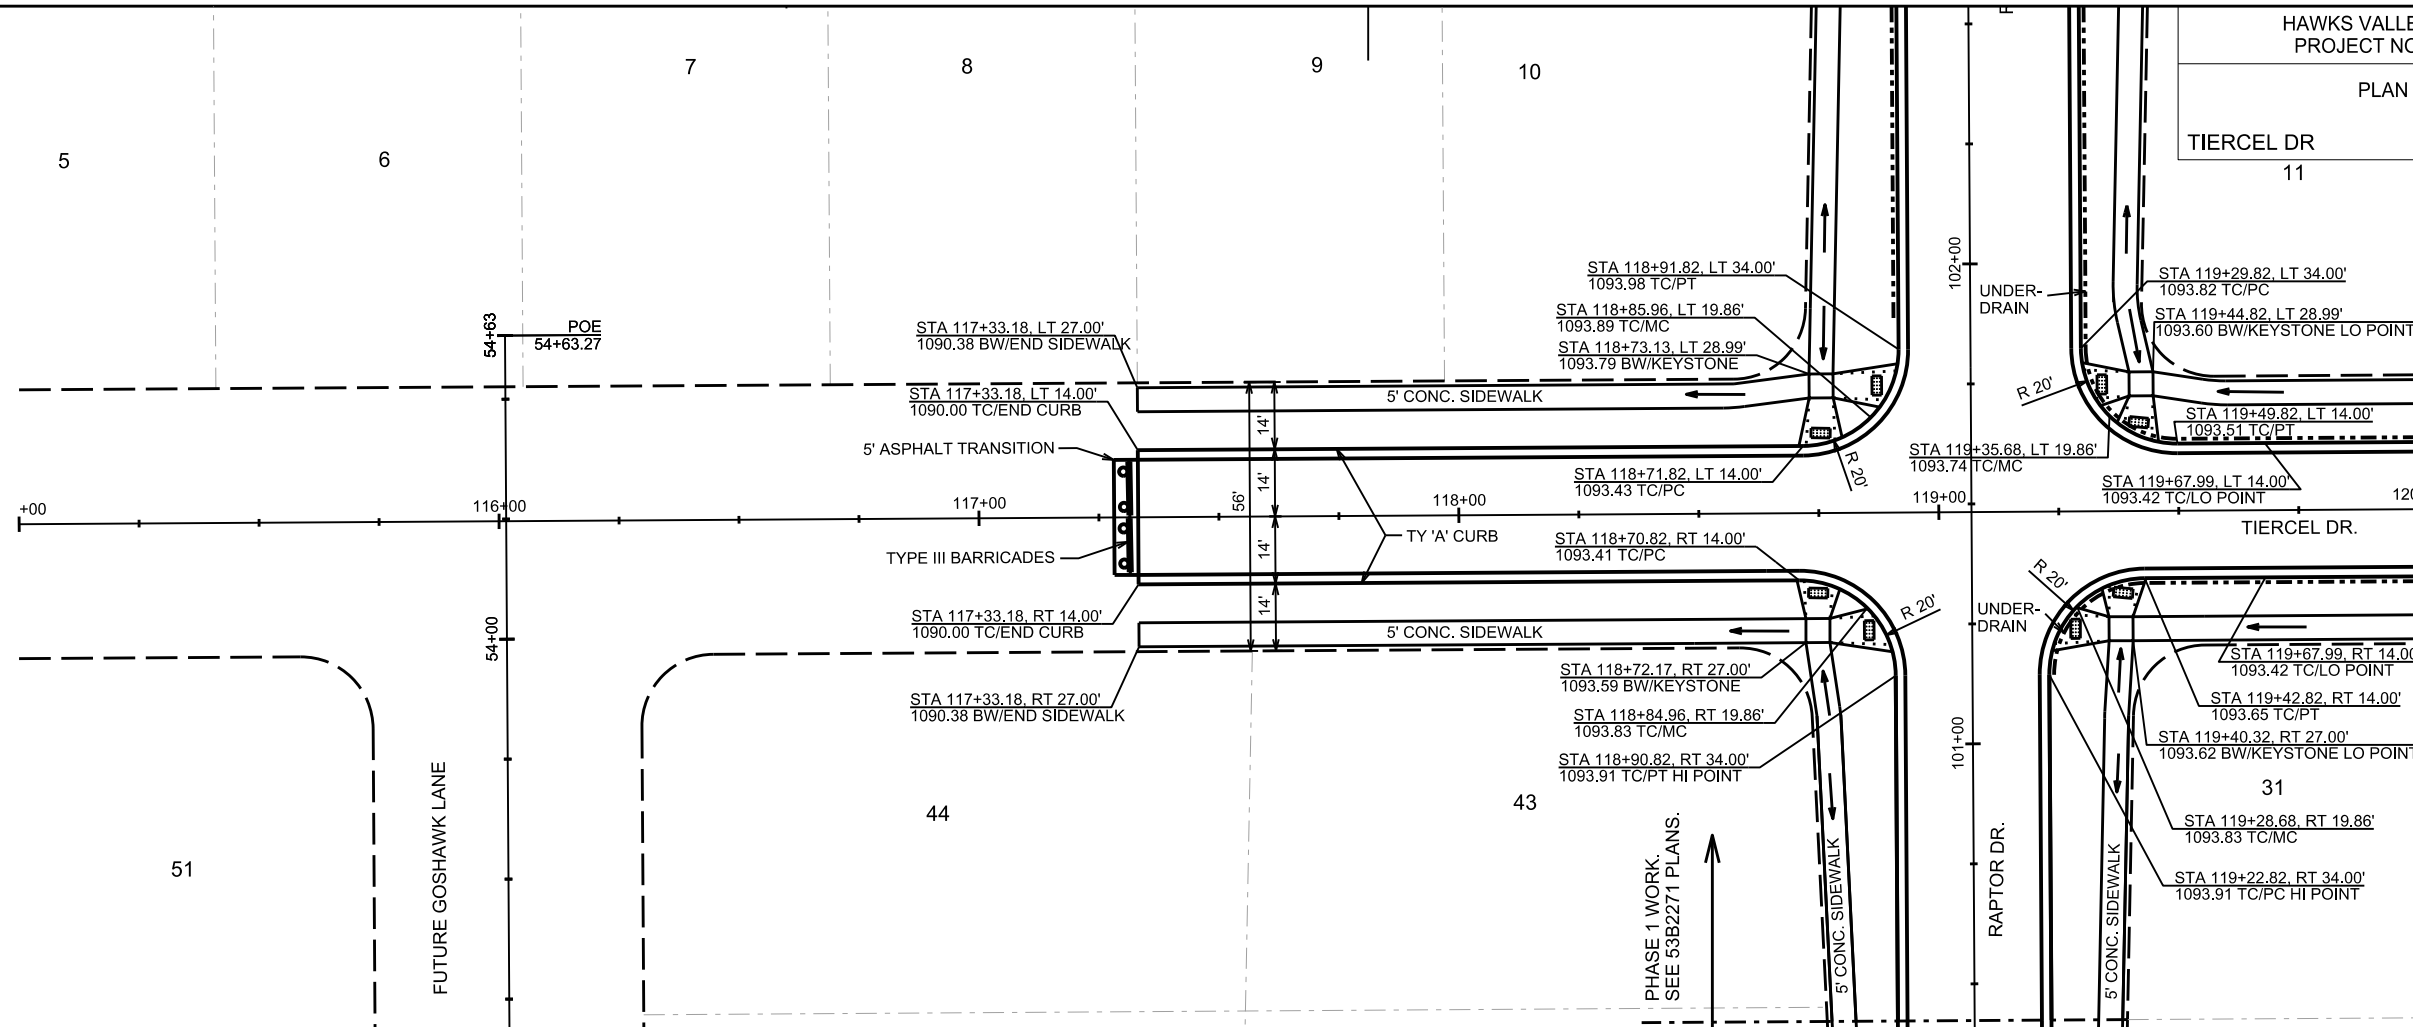 HAWKS VALLE
PROJECT NO
PLAN
TIERCEL DR
5
6
7
8
9
10
11
54+63
POE
54+63.27
STA 117+33.18, LT 27.00'
1090.38 BW/END SIDEWALK
STA 117+33.18, LT 14.00'
1090.00 TC/END CURB
5' ASPHALT TRANSITION
TYPE III BARRICADES
STA 117+33.18, RT 14.00'
1090.00 TC/END CURB
STA 117+33.18, RT 27.00'
1090.38 BW/END SIDEWALK
+00
116+00
117+00
118+00
119+00
120
54+00
5' CONC. SIDEWALK
14'
14'
56'
14'
14'
TY 'A' CURB
5' CONC. SIDEWALK
STA 118+91.82, LT 34.00'
1093.98 TC/PT
STA 118+85.96, LT 19.86'
1093.89 TC/MC
STA 118+73.13, LT 28.99'
1093.79 BW/KEYSTONE
STA 118+71.82, LT 14.00'
1093.43 TC/PC
R 20'
STA 118+70.82, RT 14.00'
1093.41 TC/PC
R 20'
STA 118+72.17, RT 27.00'
1093.59 BW/KEYSTONE
STA 118+84.96, RT 19.86'
1093.83 TC/MC
STA 118+90.82, RT 34.00'
1093.91 TC/PT HI POINT
102+00
UNDER-
DRAIN
STA 119+29.82, LT 34.00'
1093.82 TC/PC
STA 119+44.82, LT 28.99'
1093.60 BW/KEYSTONE LO POINT
R 20'
STA 119+49.82, LT 14.00'
1093.51 TC/PT
STA 119+35.68, LT 19.86'
1093.74 TC/MC
STA 119+67.99, LT 14.00'
1093.42 TC/LO POINT
TIERCEL DR.
R 20'
UNDER-
DRAIN
STA 119+67.99, RT 14.00
1093.42 TC/LO POINT
STA 119+42.82, RT 14.00'
1093.65 TC/PT
STA 119+40.32, RT 27.00'
1093.62 BW/KEYSTONE LO POINT
31
STA 119+28.68, RT 19.86'
1093.83 TC/MC
STA 119+22.82, RT 34.00'
1093.91 TC/PC HI POINT
101+00
RAPTOR DR.
5' CONC. SIDEWALK
5' CONC. SIDEWALK
PHASE 1 WORK.
SEE 53B2271 PLANS.
43
44
51
FUTURE GOSHAWK LANE